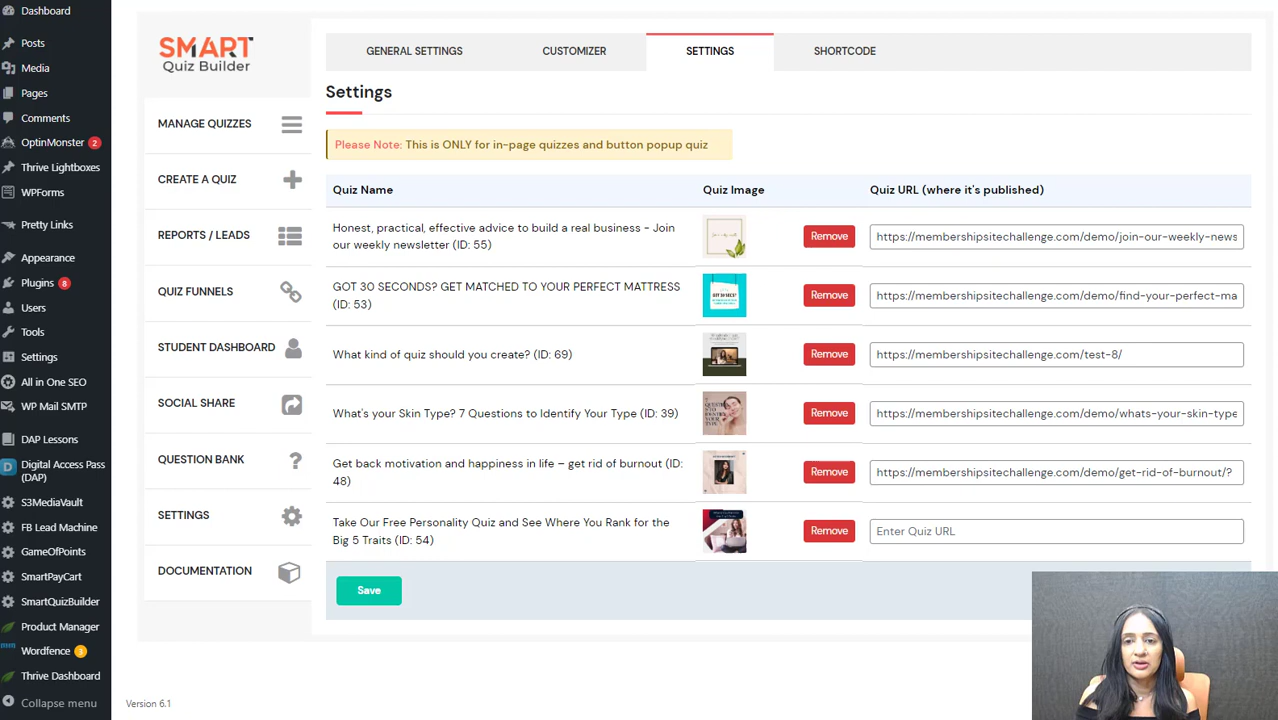 Dashboard
Posts
Media
Pages
Comments
OptinMonster 2
Thrive Lightboxes
WPForms
Pretty Links
Appearance
Plugins 8
Users
Tools
Settings
All in One SEO
WP Mail SMTP
DAP Lessons
Digital Access Pass
(DAP)
S3MediaVault
FB Lead Machine
GameOfPoints
SmartPayCart
SmartQuizBuilder
Product Manager
Wordfence 3
Thrive Dashboard
Collapse menu
SMART
Quiz Builder
MANAGE QUIZZES
CREATE A QUIZ
REPORTS / LEADS
QUIZ FUNNELS
STUDENT DASHBOARD
SOCIAL SHARE
QUESTION BANK
SETTINGS
DOCUMENTATION
GENERAL SETTINGS CUSTOMIZER SETTINGS SHORTCODE
Settings
Please Note: This is ONLY for in-page quizzes and button popup quiz
Quiz Name Quiz Image Quiz URL (where it's published)
Honest, practical, effective advice to build a real business - Join
our weekly newsletter (ID: 55)
Remove https://membershipsitechallenge.com/demo/join-our-weekly-news
GOT 30 SECONDS? GET MATCHED TO YOUR PERFECT MATTRESS
(ID: 53)
Remove https://membershipsitechallenge.com/demo/find-your-perfect-ma
What kind of quiz should you create? (ID: 69)
Remove https://membershipsitechallenge.com/test-8/
What's your Skin Type? 7 Questions to Identify Your Type (ID: 39)
Remove https://membershipsitechallenge.com/demo/whats-your-skin-type
Get back motivation and happiness in life – get rid of burnout (ID:
48)
Remove https://membershipsitechallenge.com/demo/get-rid-of-burnout/?
Take Our Free Personality Quiz and See Where You Rank for the
Big 5 Traits (ID: 54)
Remove Enter Quiz URL
Save
Version 6.1